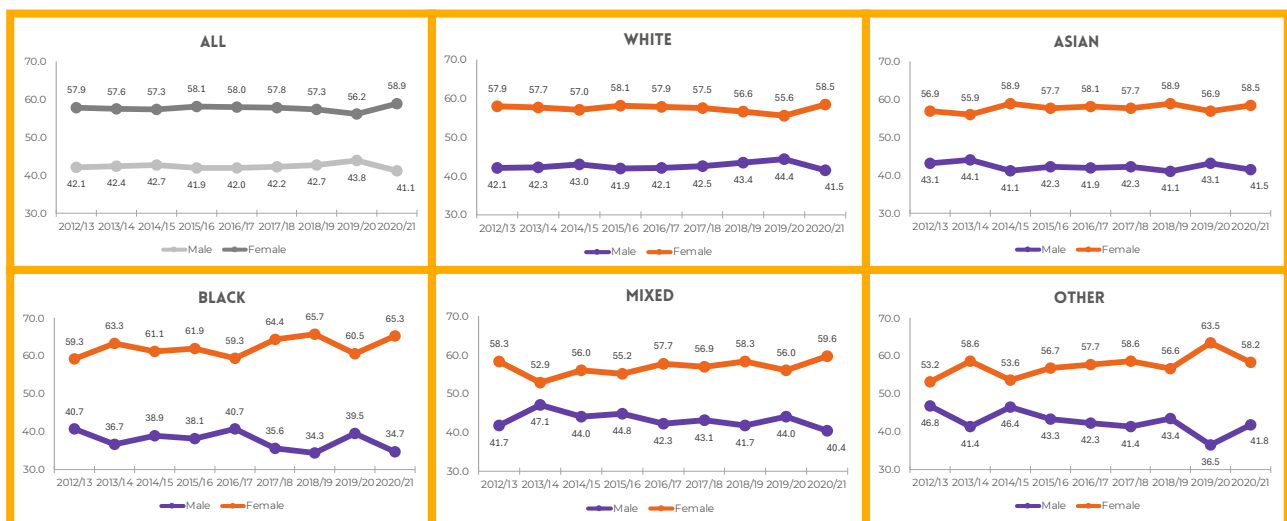 ALL
70.0
60.0
50.0
40.0
30.0
57.9 57.6 57.3 58.1 58.0 57.8 57.3 56.2 58.9
42.1 42.4 42.7 41.9 42.0 42.2 42.7 43.8 41.1
2012/13 2013/14 2014/15 2015/16 2016/17 2017/18 2018/19 2019/20 2020/21
Male Female
WHITE
70.0
60.0
50.0
40.0
30.0
57.9 57.7 57.0 58.1 57.9 57.5 56.6 55.6 58.5
42.1 42.3 43.0 41.9 42.1 42.5 43.4 44.4 41.5
2012/13 2013/14 2014/15 2015/16 2016/17 2017/18 2018/19 2019/20 2020/21
Male Female
ASIAN
70.0
60.0
50.0
40.0
30.0
56.9 55.9 58.9 57.7 58.1 57.7 58.9 56.9 58.5
43.1 44.1 41.1 42.3 41.9 42.3 41.1 43.1 41.5
2012/13 2013/14 2014/15 2015/16 2016/17 2017/18 2018/19 2019/20 2020/21
Male Female
BLACK
70.0
60.0
50.0
40.0
30.0
59.3 63.3 61.1 61.9 59.3 64.4 65.7 60.5 65.3
40.7 36.7 38.9 38.1 40.7 35.6 34.3 39.5 34.7
2012/13 2013/14 2014/15 2015/16 2016/17 2017/18 2018/19 2019/20 2020/21
Male Female
MIXED
70.0
60.0
50.0
40.0
30.0
58.3 52.9 56.0 55.2 57.7 56.9 58.3 56.0 59.6
41.7 47.1 44.0 44.8 42.3 43.1 41.7 44.0 40.4
2012/13 2013/14 2014/15 2015/16 2016/17 2017/18 2018/19 2019/20 2020/21
Male Female
OTHER
70.0
60.0
50.0
40.0
30.0
53.2 58.6 53.6 56.7 57.7 58.6 56.6 63.5 58.2
46.8 41.4 46.4 43.3 42.3 41.4 43.4 36.5 41.8
2012/13 2013/14 2014/15 2015/16 2016/17 2017/18 2018/19 2019/20 2020/21
Male Female